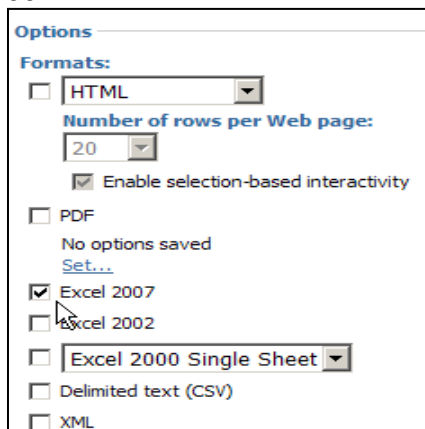 Options
Formats:
HTML
Number of rows per Web page:
20
Enable selection-based interactivity
PDF
No options saved
Set...
Excel 2007
Excel 2002
Excel 2000 Single Sheet
Delimited text (CSV)
XML